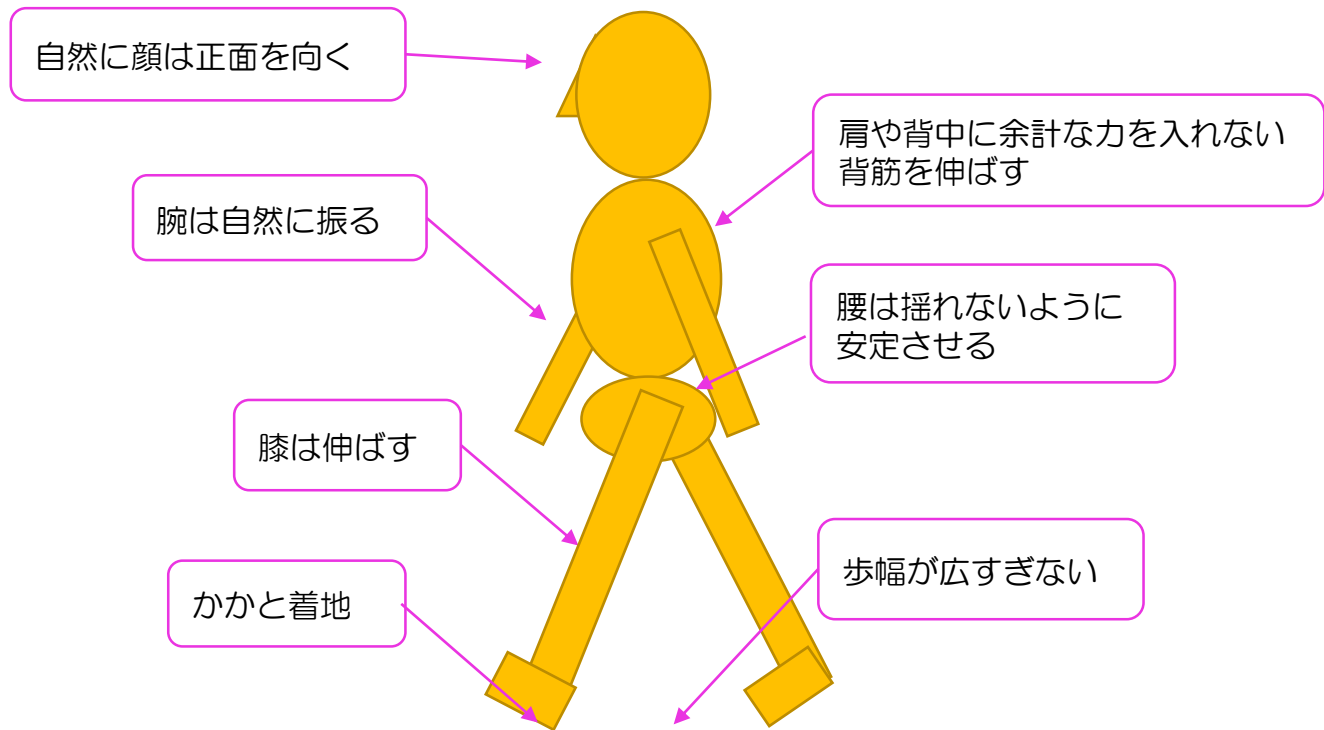 自然に顔は正面を向く
肩や背中に余計な力を入れない
背筋を伸ばす
腕は自然に振る
腰は揺れないように
安定させる
膝は伸ばす
歩幅が広すぎない
かかと着地